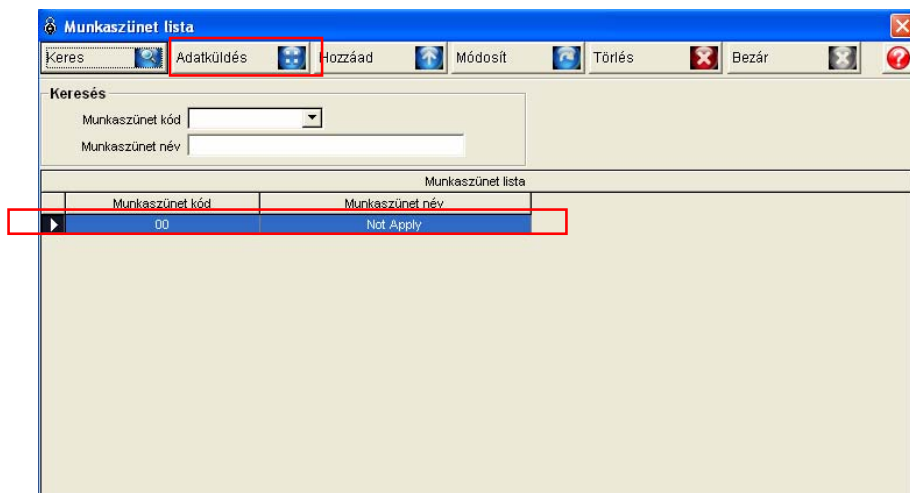 Munkaszünet lista
Keres Adatküldés Hozzáad Módosít Törlés Bezár ?
Keresés
Munkaszünet kód
Munkaszünet név
Munkaszünet lista
Munkaszünet kód Munkaszünet név
00 Not Apply